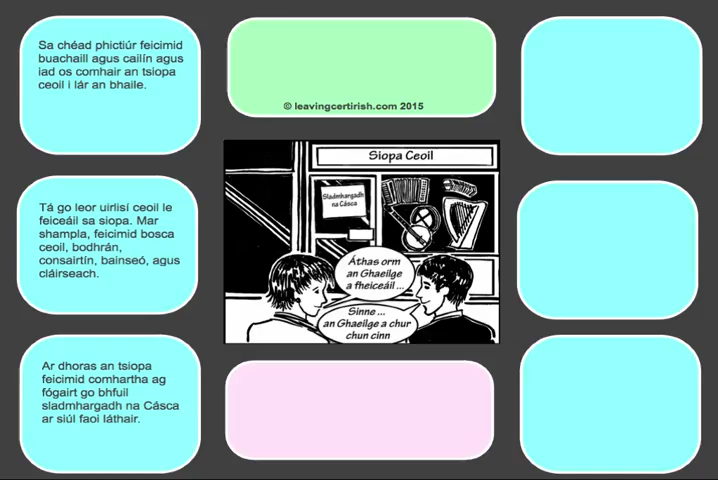 Sa chéad phictiúr feicimid
buachaill agus cailín agus
iad os comhair an tsiopa
ceoil i lár an bhaile.
© leavingcertirish.com 2015
Tá go leor uirlisí ceoil le
feiceáil sa siopa. Mar
shampla, feicimid bosca
ceoil, bodhrán,
consairtín, bainseó, agus
cláirseach.
Siopa Ceoil
Sladmhargadh
na Cásca
Áthas orm
an Ghaeilge
a fheiceáil ...
Sinne ...
an Ghaeilge a chur
chun cinn
Ar dhoras an tsiopa
feicimid comhartha ag
fógairt go bhfuil
sladmhargadh na Cásca
ar siúl faoi láthair.